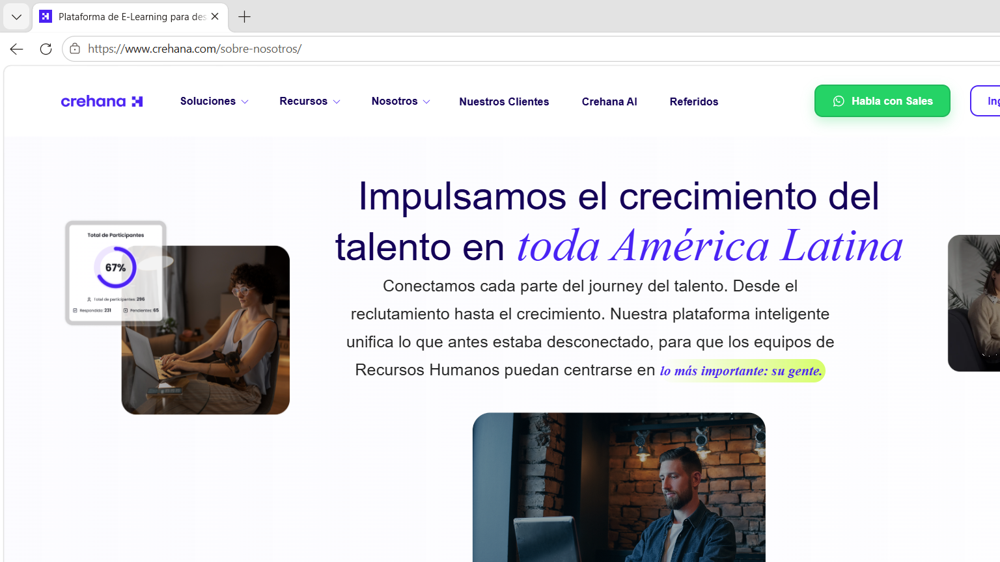 Plataforma de E-Learning para des
https://www.crehana.com/sobre-nosotros/
crehana
Soluciones
Recursos
Nosotros
Nuestros Clientes
Crehana AI
Referidos
Habla con Sales
Ing
Impulsamos el crecimiento del
talento en toda América Latina
Conectamos cada parte del journey del talento. Desde el
reclutamiento hasta el crecimiento. Nuestra plataforma inteligente
unifica lo que antes estaba desconectado, para que los equipos de
Recursos Humanos puedan centrarse en lo más importante: su gente.
Total de Participantes
67%
Total de participantes: 296
Respondido: 231
Pendientes: 65